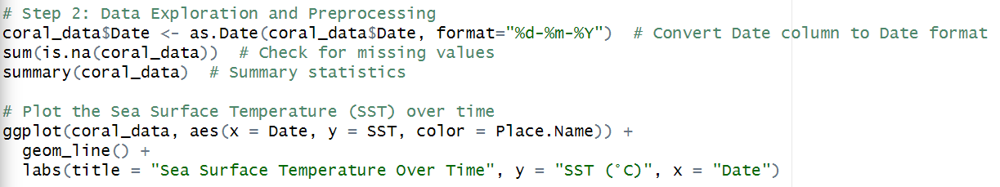 # Step 2: Data Exploration and Preprocessing
coral_data$Date <- as.Date(coral_data$Date, format="%d-%m-%Y")  # Convert Date column to Date format
sum(is.na(coral_data))  # Check for missing values
summary(coral_data)  # Summary statistics

# Plot the Sea Surface Temperature (SST) over time
ggplot(coral_data, aes(x = Date, y = SST, color = Place.Name)) +
  geom_line() +
  labs(title = "Sea Surface Temperature Over Time", y = "SST (°C)", x = "Date")